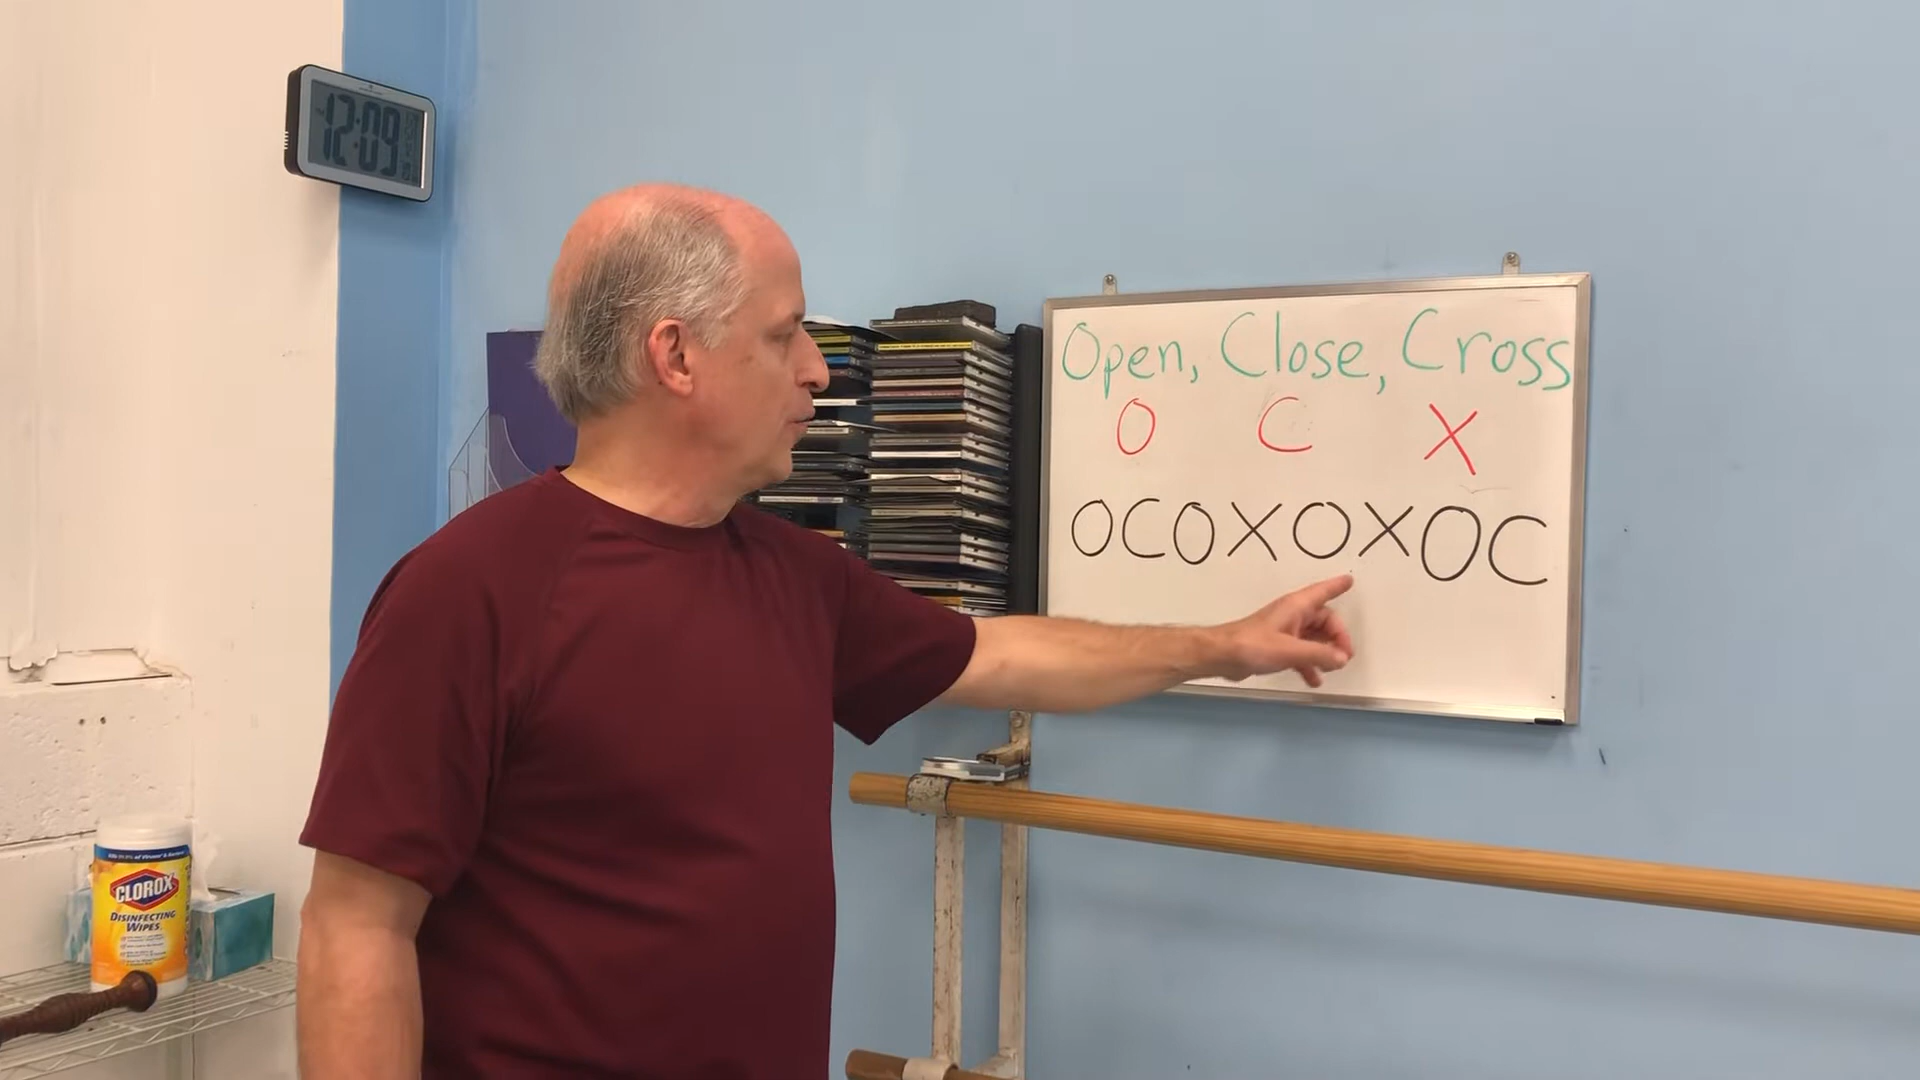 12:09
Open, Close, Cross
O C X
OCOXOXOC
CLOROX
DISINFECTING
WIPES